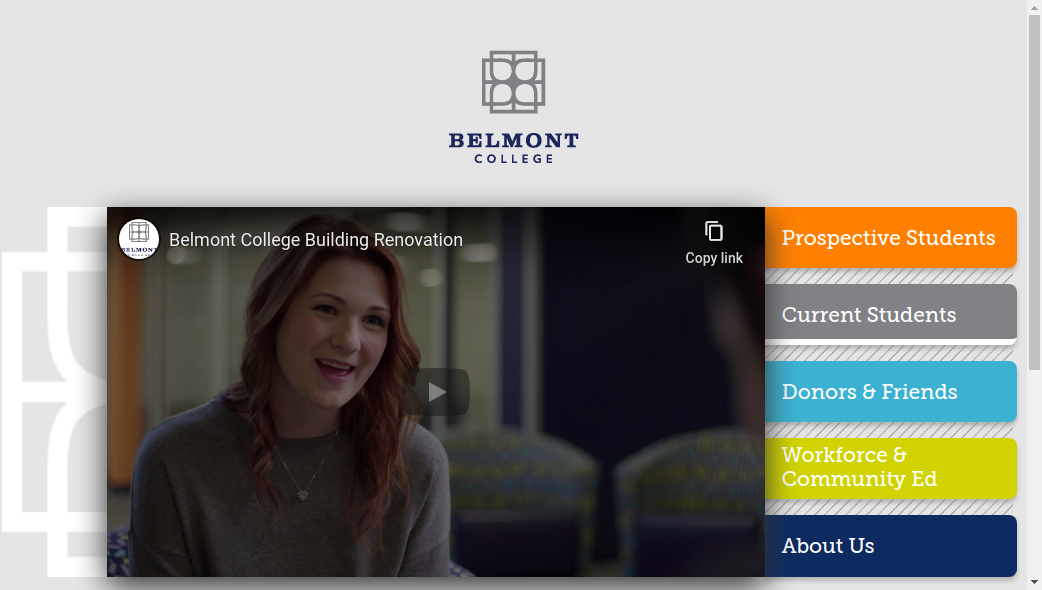 BELMONT
COLLEGE
BELMONT
Belmont College Building Renovation
Copy link
Prospective Students
Current Students
Donors & Friends
Workforce &
Community Ed
About Us